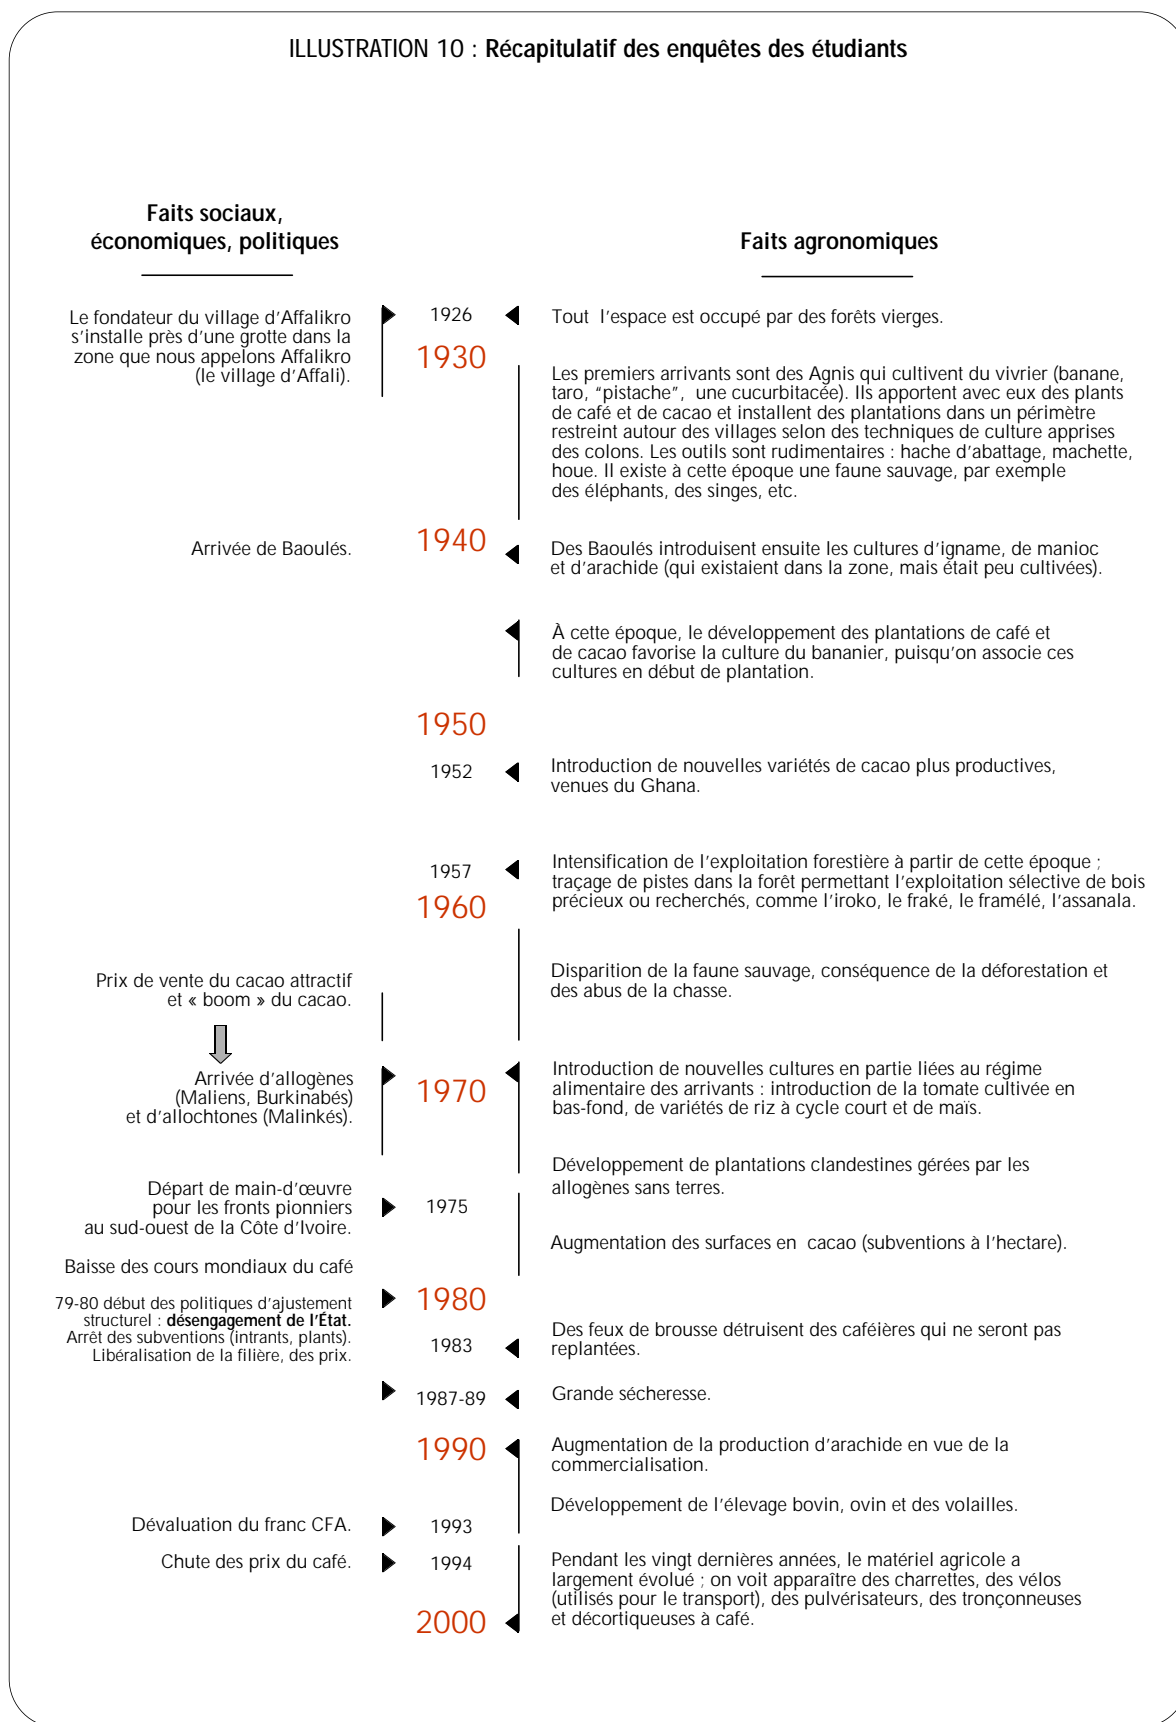 ILLUSTRATION 10 : Récapitulatif des enquêtes des étudiants
Faits sociaux,
économiques, politiques
Faits agronomiques
Le fondateur du village d'Affalikro
s'installe près d'une grotte dans la
zone que nous appelons Affalikro
(le village d'Affali).
1926
Tout l'espace est occupé par des forêts vierges.
1930
Les premiers arrivants sont des Agnis qui cultivent du vivrier (banane,
taro, "pistache", une cucurbitacée). Ils apportent avec eux des plants
de café et de cacao et installent des plantations dans un périmètre
restreint autour des villages selon des techniques de culture apprises
des colons. Les outils sont rudimentaires : hache d'abattage, machette,
houe. Il existe à cette époque une faune sauvage, par exemple
des éléphants, des singes, etc.
Arrivée de Baoulés.
1940
Des Baoulés introduisent ensuite les cultures d'igname, de manioc
et d'arachide (qui existaient dans la zone, mais était peu cultivées).
À cette époque, le développement des plantations de café et
de cacao favorise la culture du bananier, puisqu'on associe ces
cultures en début de plantation.
1950
1952
Introduction de nouvelles variétés de cacao plus productives,
venues du Ghana.
1957
Intensification de l'exploitation forestière à partir de cette époque ;
traçage de pistes dans la forêt permettant l'exploitation sélective de bois
précieux ou recherchés, comme l'iroko, le fraké, le framélé, l'assanala.
1960
Prix de vente du cacao attractif
et « boom » du cacao.
Disparition de la faune sauvage, conséquence de la déforestation et
des abus de la chasse.
Arrivée d'allogènes
(Maliens, Burkinabés)
et d'allochtones (Malinkés).
1970
Introduction de nouvelles cultures en partie liées au régime
alimentaire des arrivants : introduction de la tomate cultivée en
bas-fond, de variétés de riz à cycle court et de maïs.
Développement de plantations clandestines gérées par les
allogènes sans terres.
Départ de main-d'œuvre
pour les fronts pionniers
au sud-ouest de la Côte d'Ivoire.
1975
Augmentation des surfaces en cacao (subventions à l'hectare).
Baisse des cours mondiaux du café
79-80 début des politiques d'ajustement
structurel : désengagement de l'État.
Arrêt des subventions (intrants, plants).
Libéralisation de la filière, des prix.
1980
1983
Des feux de brousse détruisent des caféières qui ne seront pas
replantées.
1987-89
Grande sécheresse.
1990
Augmentation de la production d'arachide en vue de la
commercialisation.
Développement de l'élevage bovin, ovin et des volailles.
Dévaluation du franc CFA.
1993
Chute des prix du café.
1994
Pendant les vingt dernières années, le matériel agricole a
largement évolué ; on voit apparaître des charrettes, des vélos
(utilisés pour le transport), des pulvérisateurs, des tronçonneuses
et décortiqueuses à café.
2000